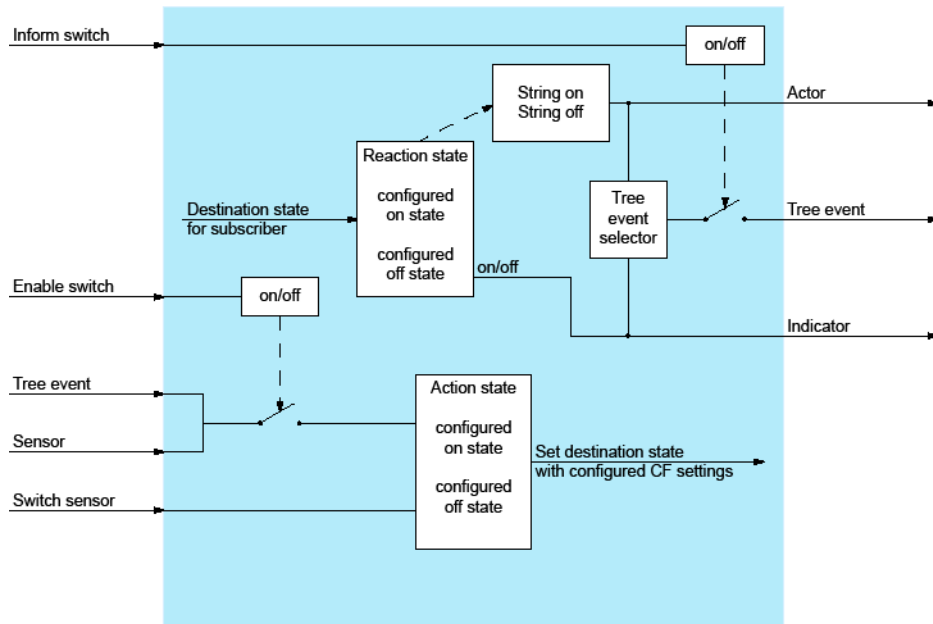 Inform switch
on/off
String on
String off
Actor
Reaction state
configured
on state
configured
off state
Destination state
for subscriber
Tree
event
selector
Tree event
on/off
Enable switch
on/off
Indicator
Tree event
Sensor
Switch sensor
Action state
configured
on state
configured
off state
Set destination state
with configured CF settings